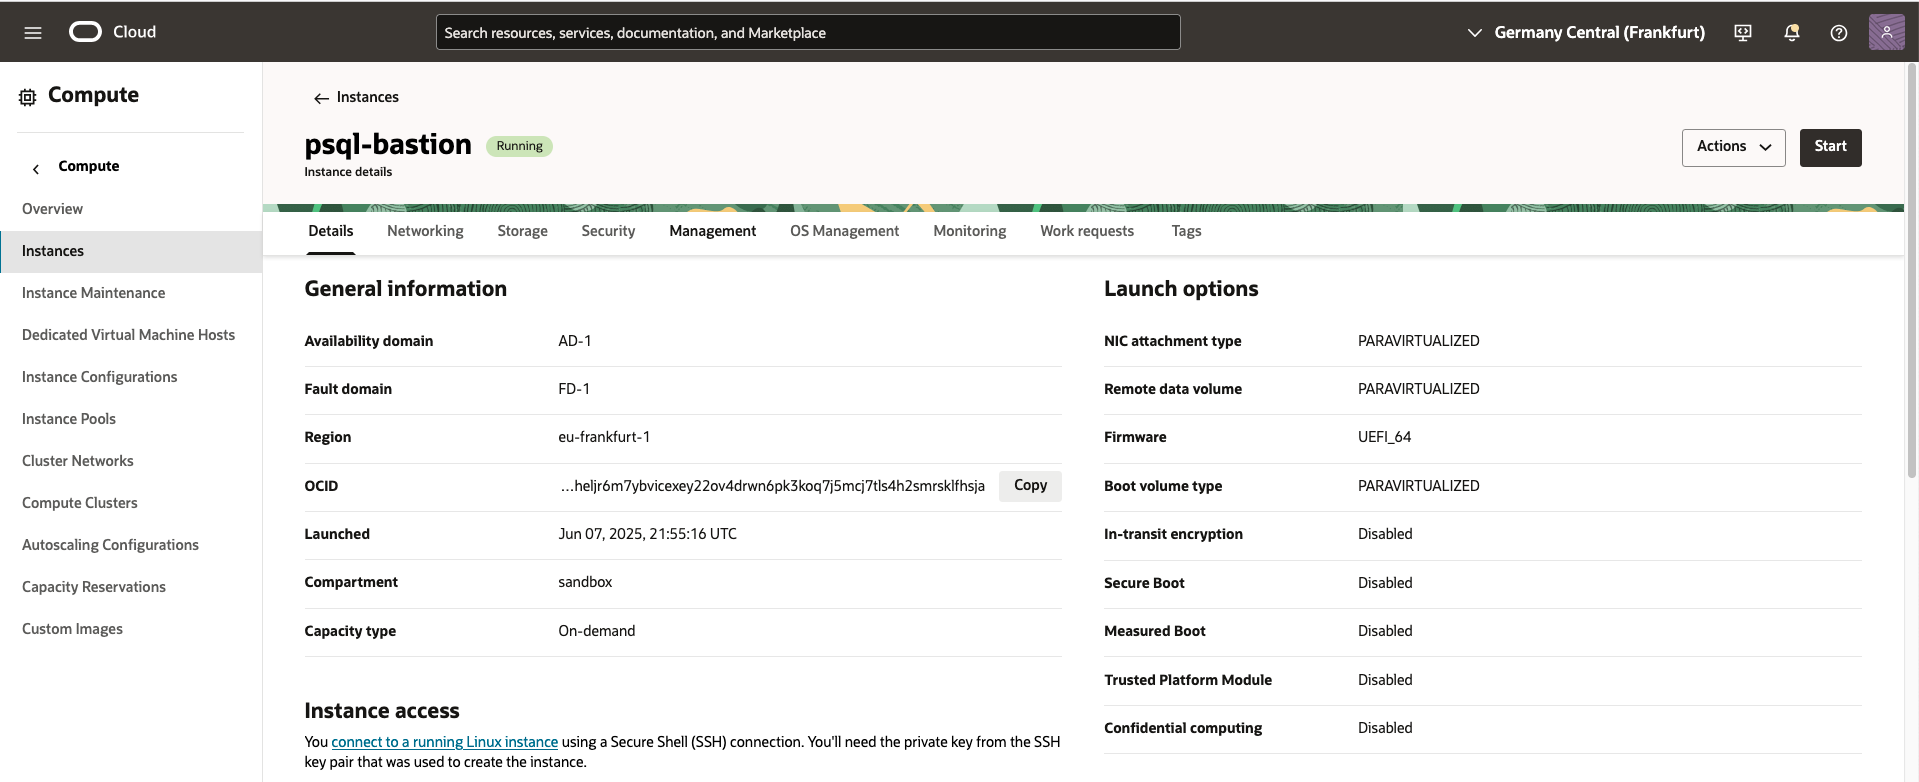 Cloud
Search resources, services, documentation, and Marketplace
Germany Central (Frankfurt)
Compute
Compute
Overview
Instances
Instance Maintenance
Dedicated Virtual Machine Hosts
Instance Configurations
Instance Pools
Cluster Networks
Compute Clusters
Autoscaling Configurations
Capacity Reservations
Custom Images
Instances
psql-bastion Running
Instance details
Actions Start
Details Networking Storage Security Management OS Management Monitoring Work requests Tags
General information
Availability domain AD-1
Fault domain FD-1
Region eu-frankfurt-1
OCID ...heljr6m7ybvicexey22ov4drwn6pk3koq7j5mcj7tls4h2smrsklfhsja Copy
Launched Jun 07, 2025, 21:55:16 UTC
Compartment sandbox
Capacity type On-demand
Instance access
You connect to a running Linux instance using a Secure Shell (SSH) connection. You'll need the private key from the SSH
key pair that was used to create the instance.
Launch options
NIC attachment type PARAVIRTUALIZED
Remote data volume PARAVIRTUALIZED
Firmware UEFI_64
Boot volume type PARAVIRTUALIZED
In-transit encryption Disabled
Secure Boot Disabled
Measured Boot Disabled
Trusted Platform Module Disabled
Confidential computing Disabled